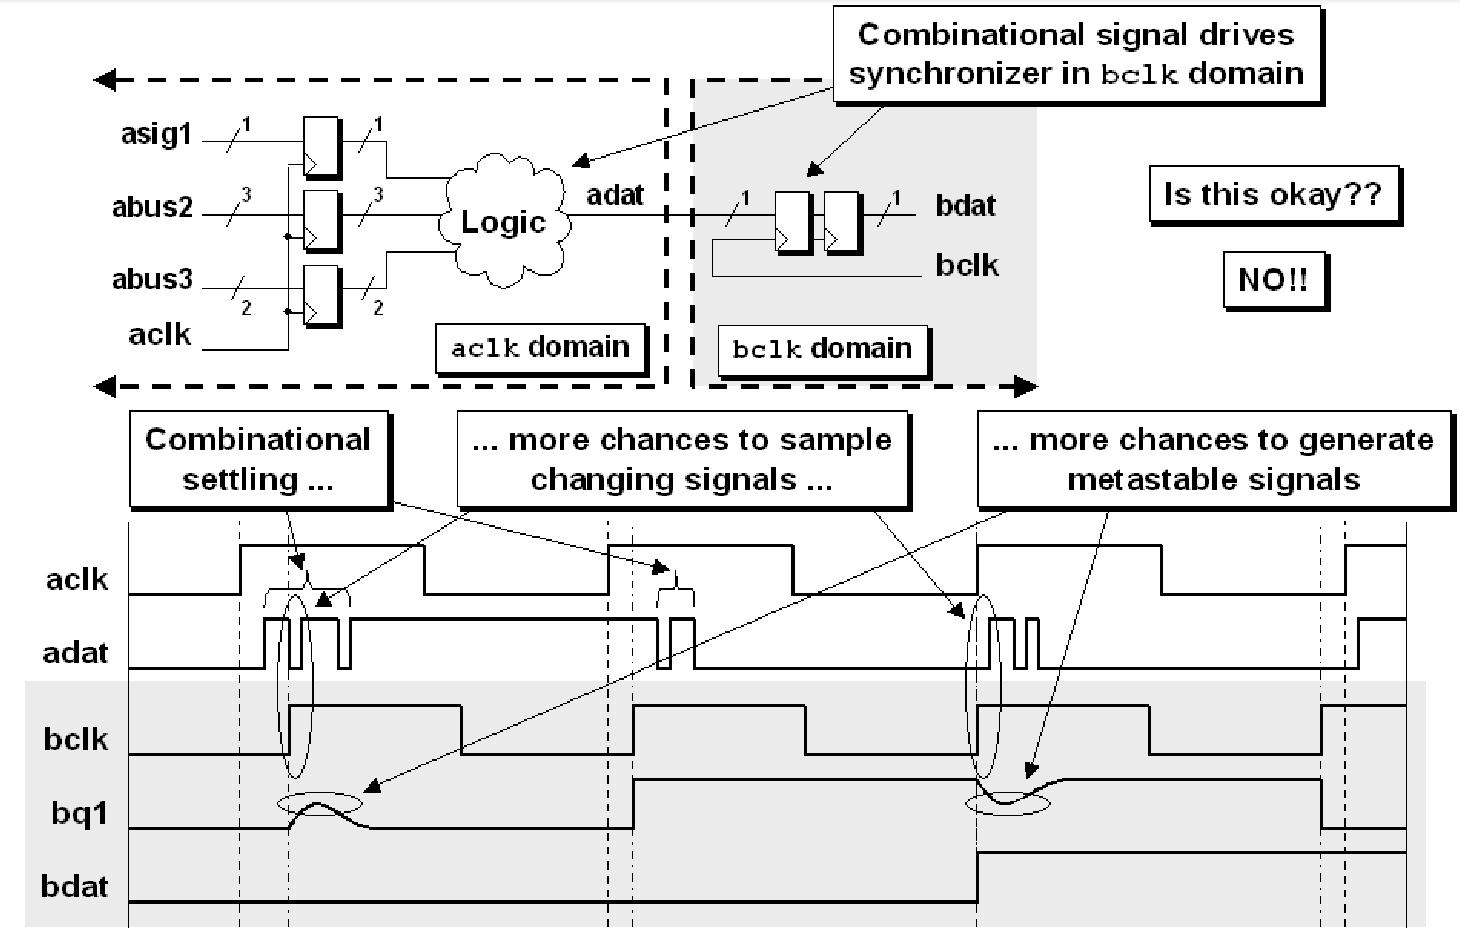 Combinational signal drives
synchronizer in bclk domain
asig1
1
1
abus2
3
3
Logic
adat
1
1
bdat
Is this okay??
abus3
2
2
bclk
NO!!
aclk
aclk domain
bclk domain
Combinational
settling ...
... more chances to sample
changing signals ...
... more chances to generate
metastable signals
aclk
adat
bclk
bq1
bdat